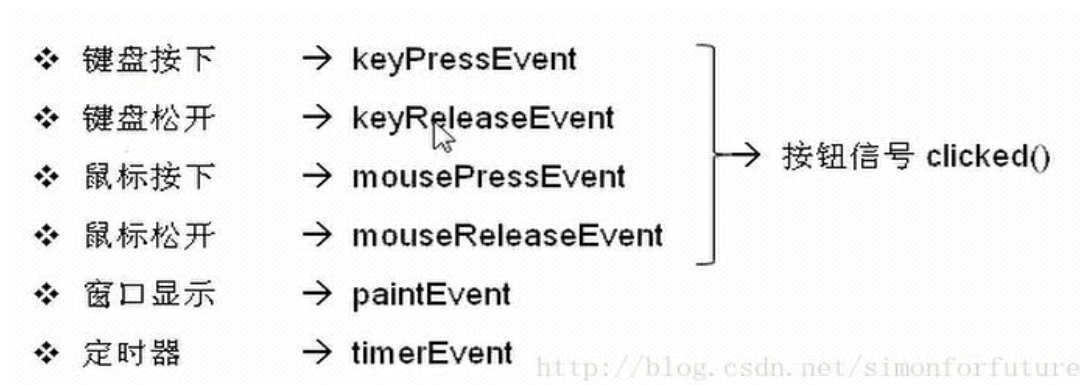 ❖ 键盘按下 → keyPressEvent
❖ 键盘松开 → keyReleaseEvent
❖ 鼠标按下 → mousePressEvent
按钮信号 clicked()
❖ 鼠标松开 → mouseReleaseEvent
❖ 窗口显示 → paintEvent
❖ 定时器 → timerEvent
http://blog.csdn.net/simonforfuture